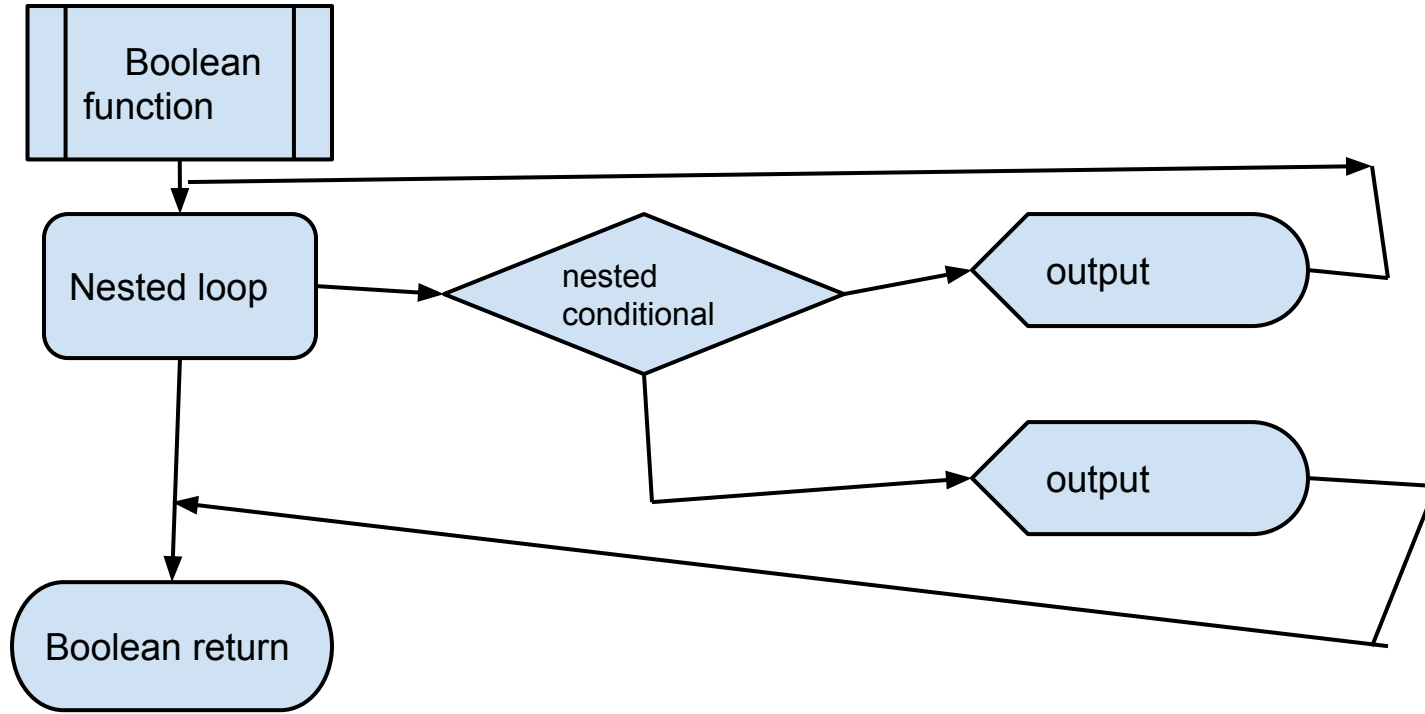 Boolean
function
Nested loop
nested
conditional
output
output
Boolean return